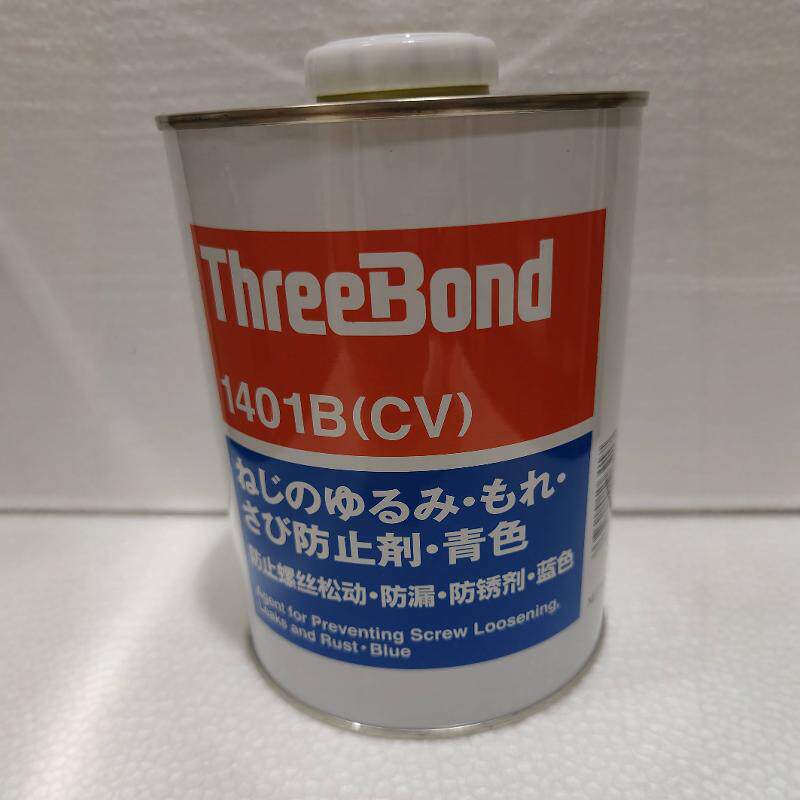 ThreeBond
1401B(CV)
ねじのゆるみ・もれ・
さび防止剤・青色
防止螺丝松动・防漏・防锈剂・蓝色
Agent for Preventing Screw Loosening,
Leaks and Rust・Blue